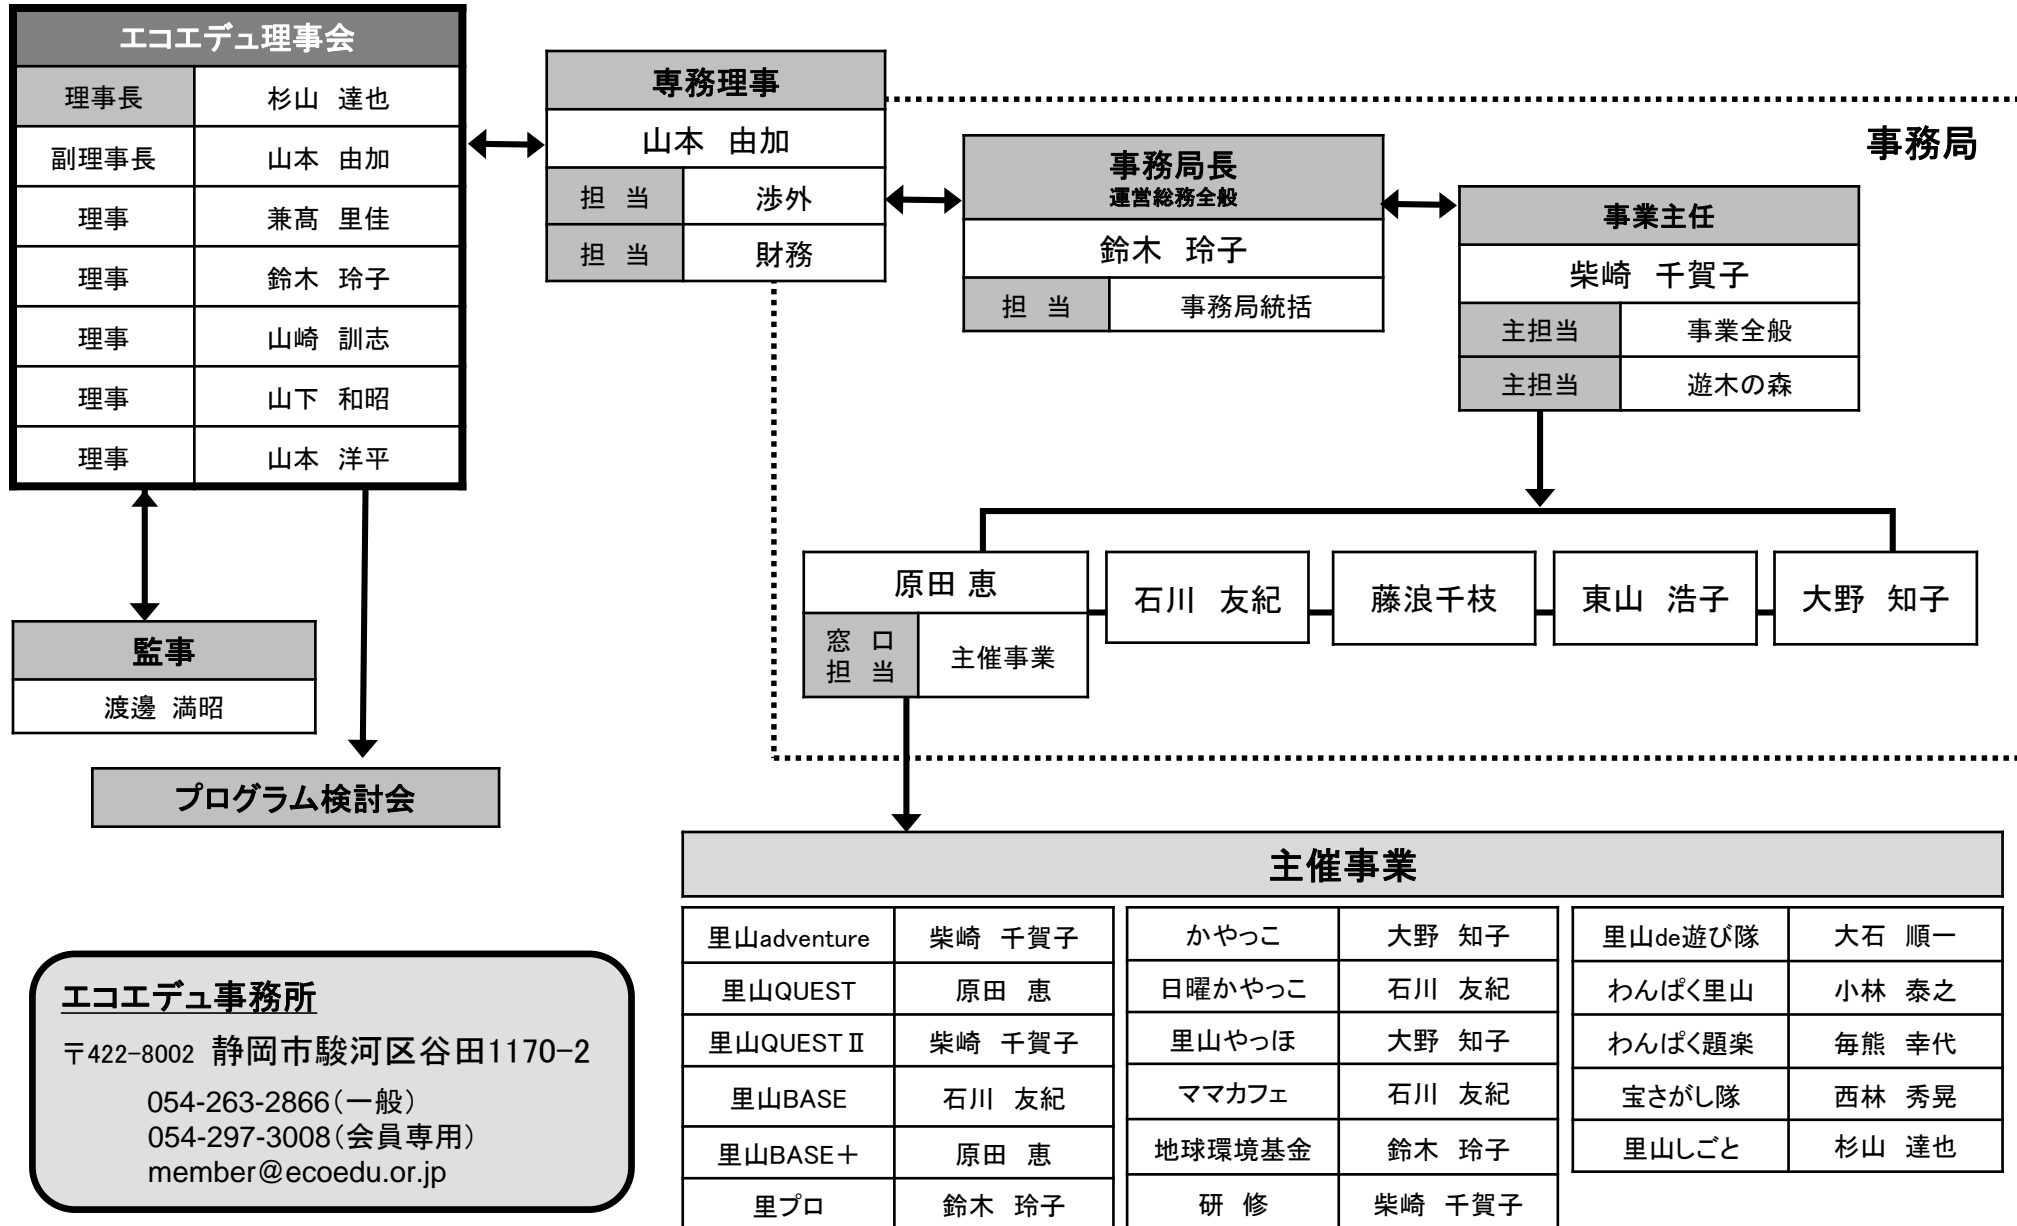 エコエデュ理事会
理事長 杉山 達也
副理事長 山本 由加
理事 兼髙 里佳
理事 鈴木 玲子
理事 山崎 訓志
理事 山下 和昭
理事 山本 洋平
監事
渡邊 満昭
プログラム検討会
専務理事
山本 由加
担 当 渉外
担 当 財務
事務局
事務局長
運営総務全般
鈴木 玲子
担 当 事務局統括
事業主任
柴崎 千賀子
主担当 事業全般
主担当 遊木の森
原田 恵
窓 口
担 当
主催事業
石川 友紀
藤浪千枝
東山 浩子
大野 知子
主催事業
里山adventure 柴崎 千賀子
里山QUEST 原田 恵
里山QUESTⅡ 柴崎 千賀子
里山BASE 石川 友紀
里山BASE＋ 原田 恵
里プロ 鈴木 玲子
かやっこ 大野 知子
日曜かやっこ 石川 友紀
里山やっほ 大野 知子
ママカフェ 石川 友紀
地球環境基金 鈴木 玲子
研 修 柴崎 千賀子
里山de遊び隊 大石 順一
わんぱく里山 小林 泰之
わんぱく題楽 毎熊 幸代
宝さがし隊 西林 秀晃
里山しごと 杉山 達也
エコエデュ事務所
〒422-8002 静岡市駿河区谷田1170-2
054-263-2866（一般）
054-297-3008（会員専用）
member@ecoedu.or.jp